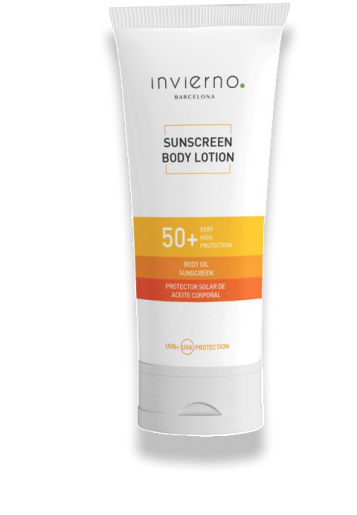 invierno.
BARCELONA
SUNSCREEN
BODY LOTION
50+
VERY
HIGH
PROTECTION
BODY OIL
SUNSCREEN
PROTECTOR SOLAR DE
ACEITE CORPORAL
UVB+ UVA PROTECTION